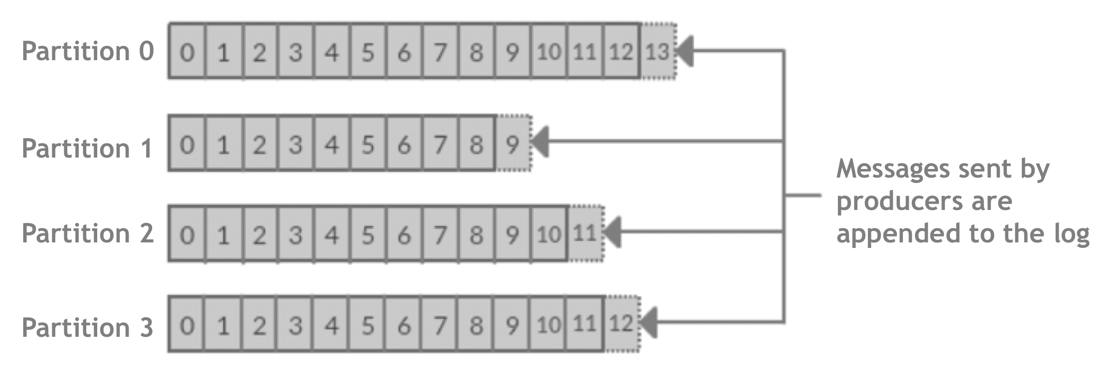 Partition 0 0 1 2 3 4 5 6 7 8 9 10 11 12 13
Partition 1 0 1 2 3 4 5 6 7 8 9
Partition 2 0 1 2 3 4 5 6 7 8 9 10 11
Partition 3 0 1 2 3 4 5 6 7 8 9 10 11 12
Messages sent by
producers are
appended to the log